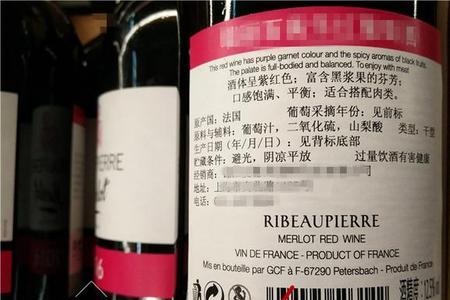 This red wine has purple garnet colour and the spicy aromas of black fruits.
The palate is full-bodied and balanced. To enjoy with meat
酒体呈紫红色；富含黑浆果的芬芳；
口感饱满、平衡；适合搭配肉类。
原产国：法国 葡萄采摘年份：见前标
原料与辅料：葡萄汁，二氧化硫，山梨酸 类型：干型
生产日期（年/月/日）：见背标底部
贮藏条件：避光，阴凉平放 过量饮酒有害健康
经销商：
地址：
电话：
RIBEAUPIERRE
MERLOT RED WINE
VIN DE FRANCE - PRODUCT OF FRANCE
Mis en bouteille par GCF à F-67290 Petersbach - Product de France
酒精度
PIERRE